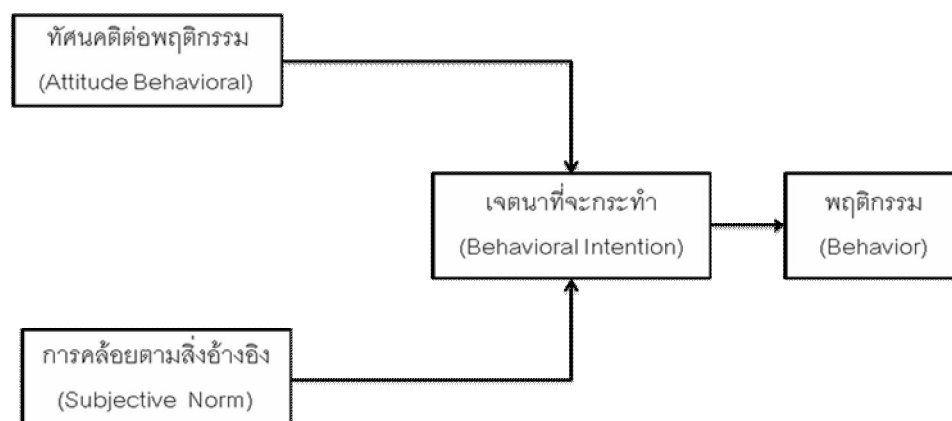 ทัศนคติต่อพฤติกรรม
(Attitude Behavioral)
เจตนาที่จะกระทำ
(Behavioral Intention)
พฤติกรรม
(Behavior)
การคล้อยตามสิ่งอ้างอิง
(Subjective Norm)